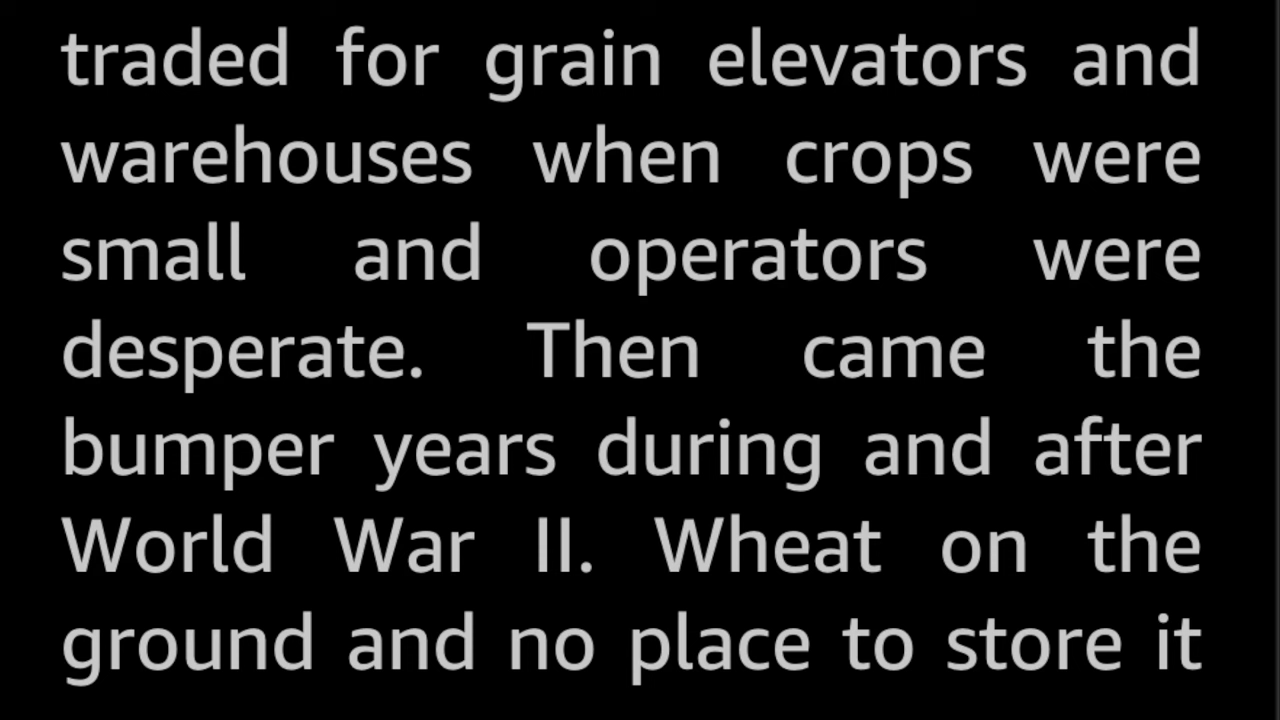 traded for grain elevators and
warehouses when crops were
small and operators were
desperate. Then came the
bumper years during and after
World War II. Wheat on the
ground and no place to store it